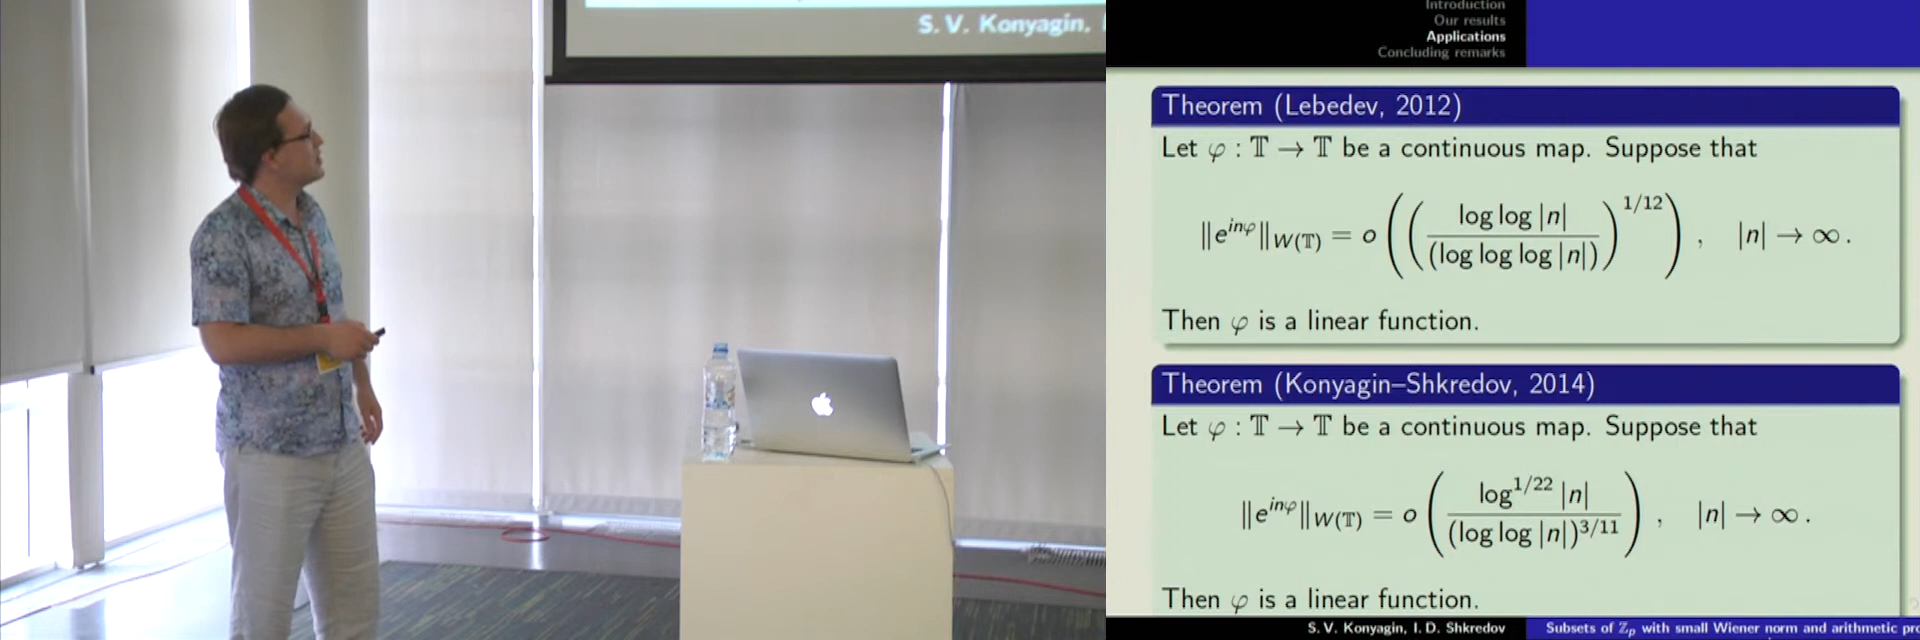 S. V. Konyagin,
Introduction
Our results
Applications
Concluding remarks
Theorem (Lebedev, 2012)
Let φ : 𝕋 → 𝕋 be a continuous map. Suppose that
‖e^{inφ}‖_{W(𝕋)} = o((log log |n| / (log log log |n|))^{1/12}) , |n| → ∞ .
Then φ is a linear function.
Theorem (Konyagin–Shkredov, 2014)
Let φ : 𝕋 → 𝕋 be a continuous map. Suppose that
‖e^{inφ}‖_{W(𝕋)} = o(log^{1/22} |n| / (log log |n|)^{3/11}) , |n| → ∞ .
Then φ is a linear function.
S. V. Konyagin, I. D. Shkredov
Subsets of ℤ_p with small Wiener norm and arithmetic pro